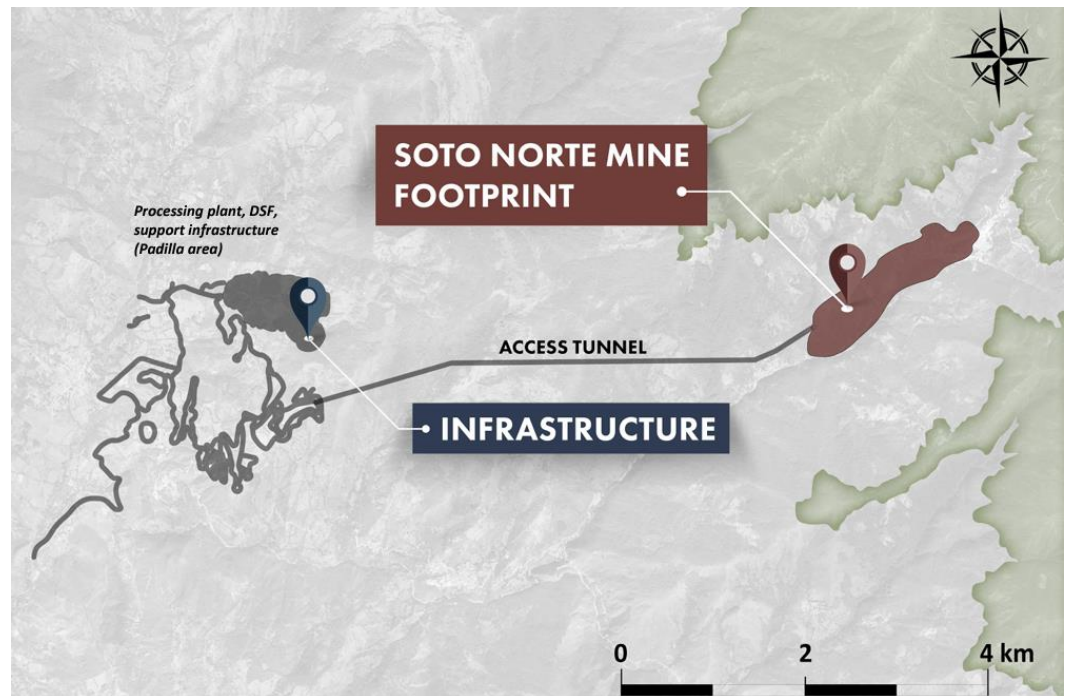 SOTO NORTE MINE
FOOTPRINT
Processing plant, DSF,
support infrastructure
(Padilla area)
ACCESS TUNNEL
INFRASTRUCTURE
0 2 4 km